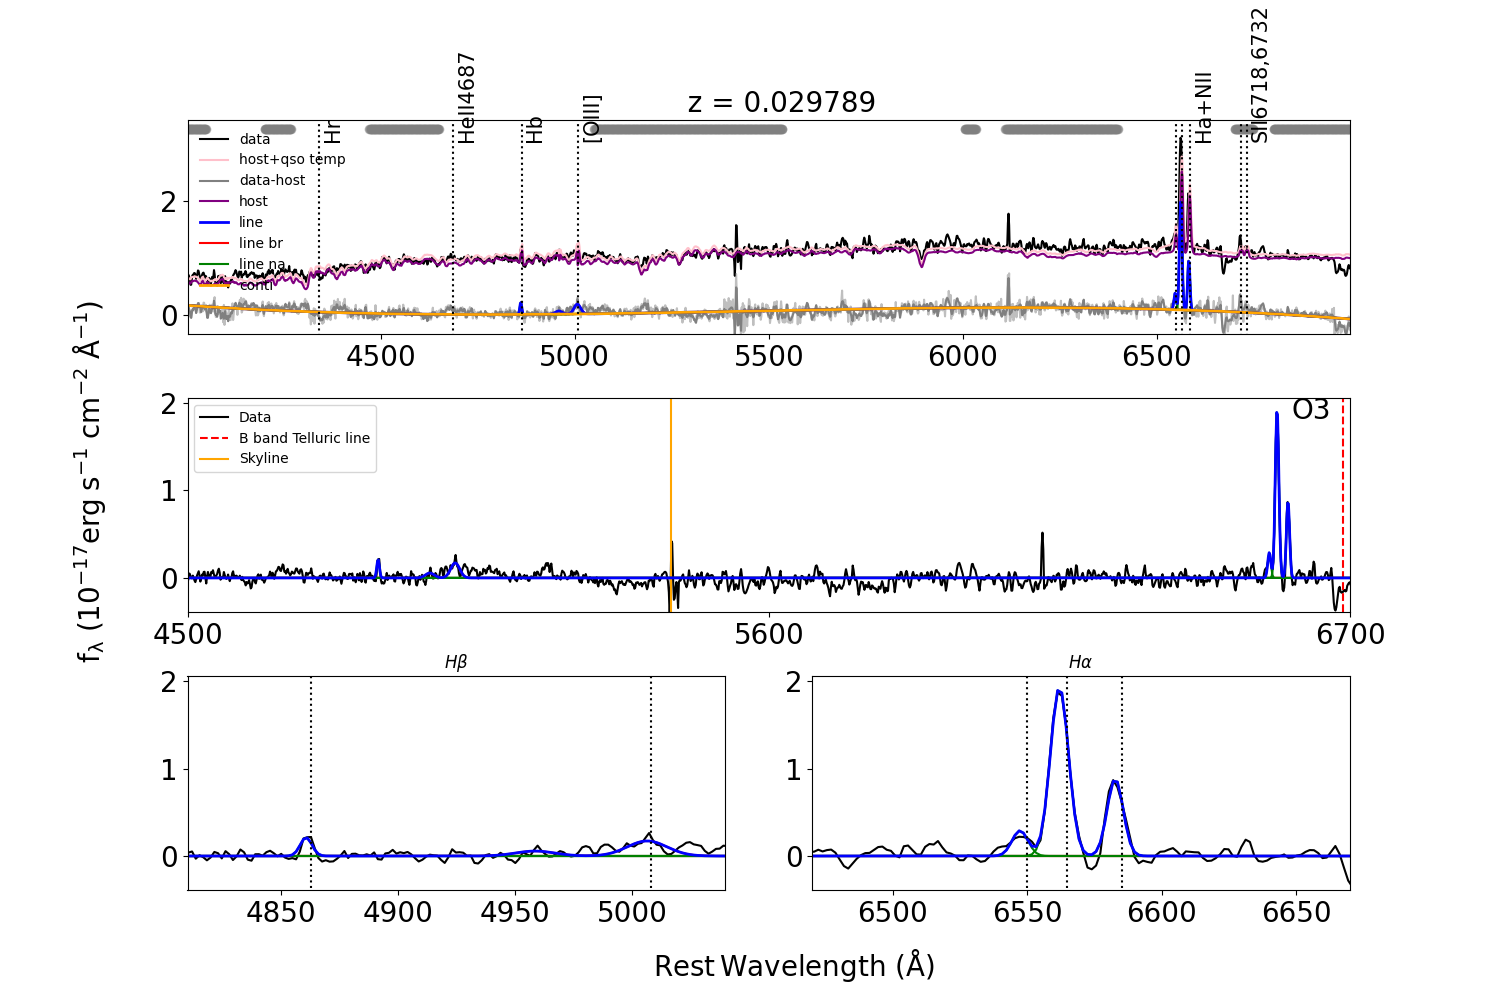 z = 0.029789
Hr
HeII4687
Hb
[OIII]
Ha+NII
SII6718,6732
data
host+qso temp
data-host
host
line
line br
line na
conti
2
0
4500 5000 5500 6000 6500
fλ (10⁻¹⁷erg s⁻¹ cm⁻² Å⁻¹)
Data
B band Telluric line
Skyline
O3
2
1
0
4500 5600 6700
Hβ
2
1
0
4850 4900 4950 5000
Hα
2
1
0
6500 6550 6600 6650
Rest Wavelength (Å)